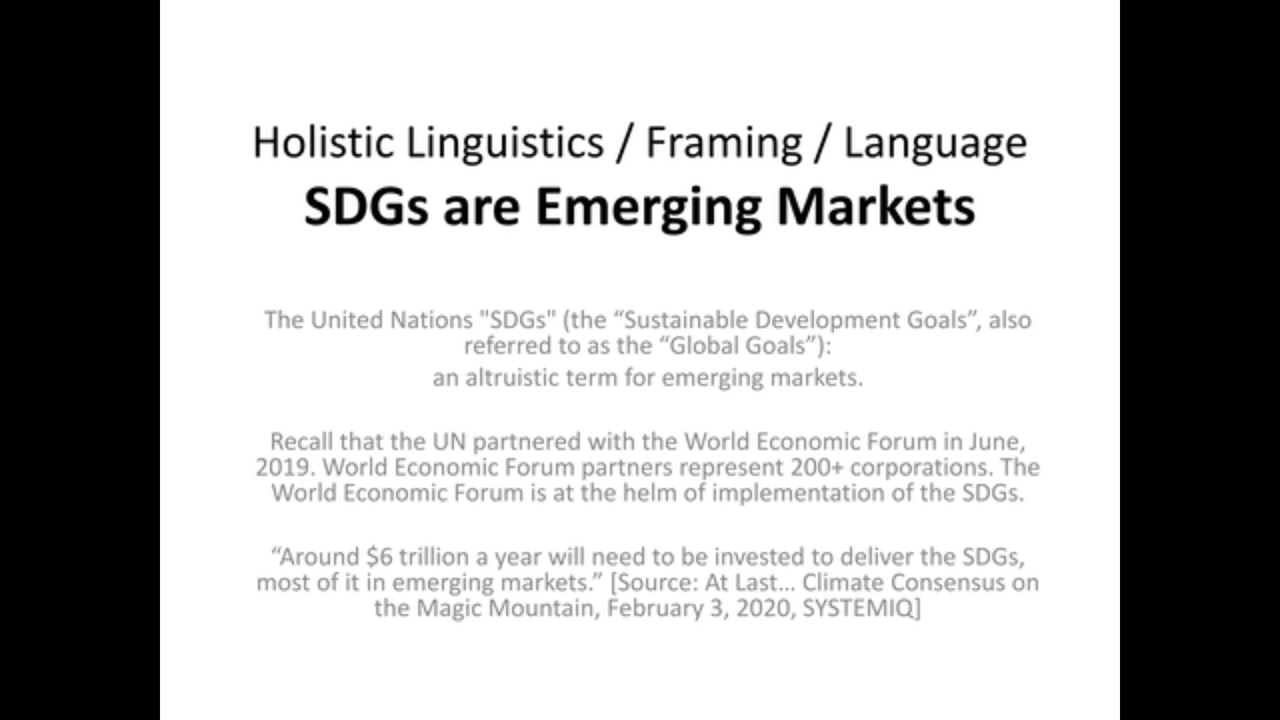 Holistic Linguistics / Framing / Language
SDGs are Emerging Markets
The United Nations "SDGs" (the “Sustainable Development Goals”, also
referred to as the “Global Goals”):
an altruistic term for emerging markets.
Recall that the UN partnered with the World Economic Forum in June,
2019. World Economic Forum partners represent 200+ corporations. The
World Economic Forum is at the helm of implementation of the SDGs.
“Around $6 trillion a year will need to be invested to deliver the SDGs,
most of it in emerging markets.” [Source: At Last... Climate Consensus on
the Magic Mountain, February 3, 2020, SYSTEMIQ]